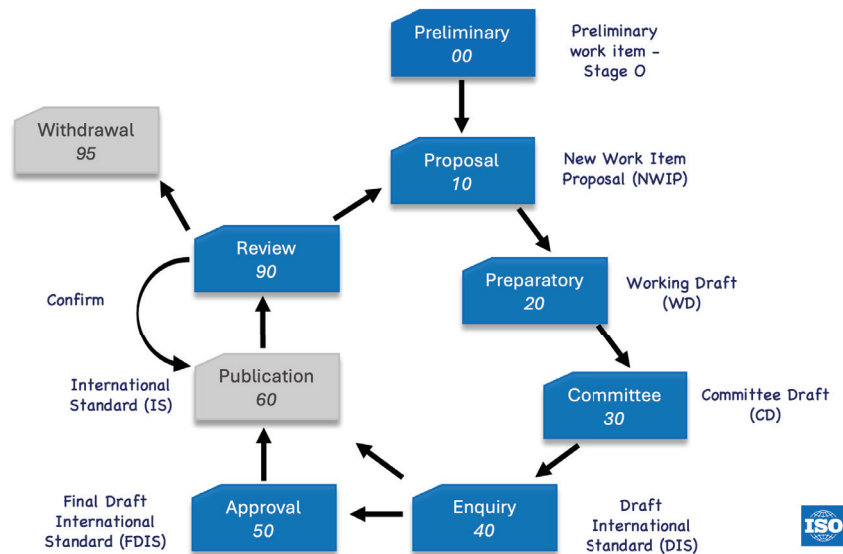 Preliminary
00
Preliminary
work item –
Stage 0
Withdrawal
95
Proposal
10
New Work Item
Proposal (NWIP)
Review
90
Preparatory
20
Working Draft
(WD)
Confirm
International
Standard (IS)
Publication
60
Committee
30
Committee Draft
(CD)
Final Draft
International
Standard (FDIS)
Approval
50
Enquiry
40
Draft
International
Standard (DIS)
ISO